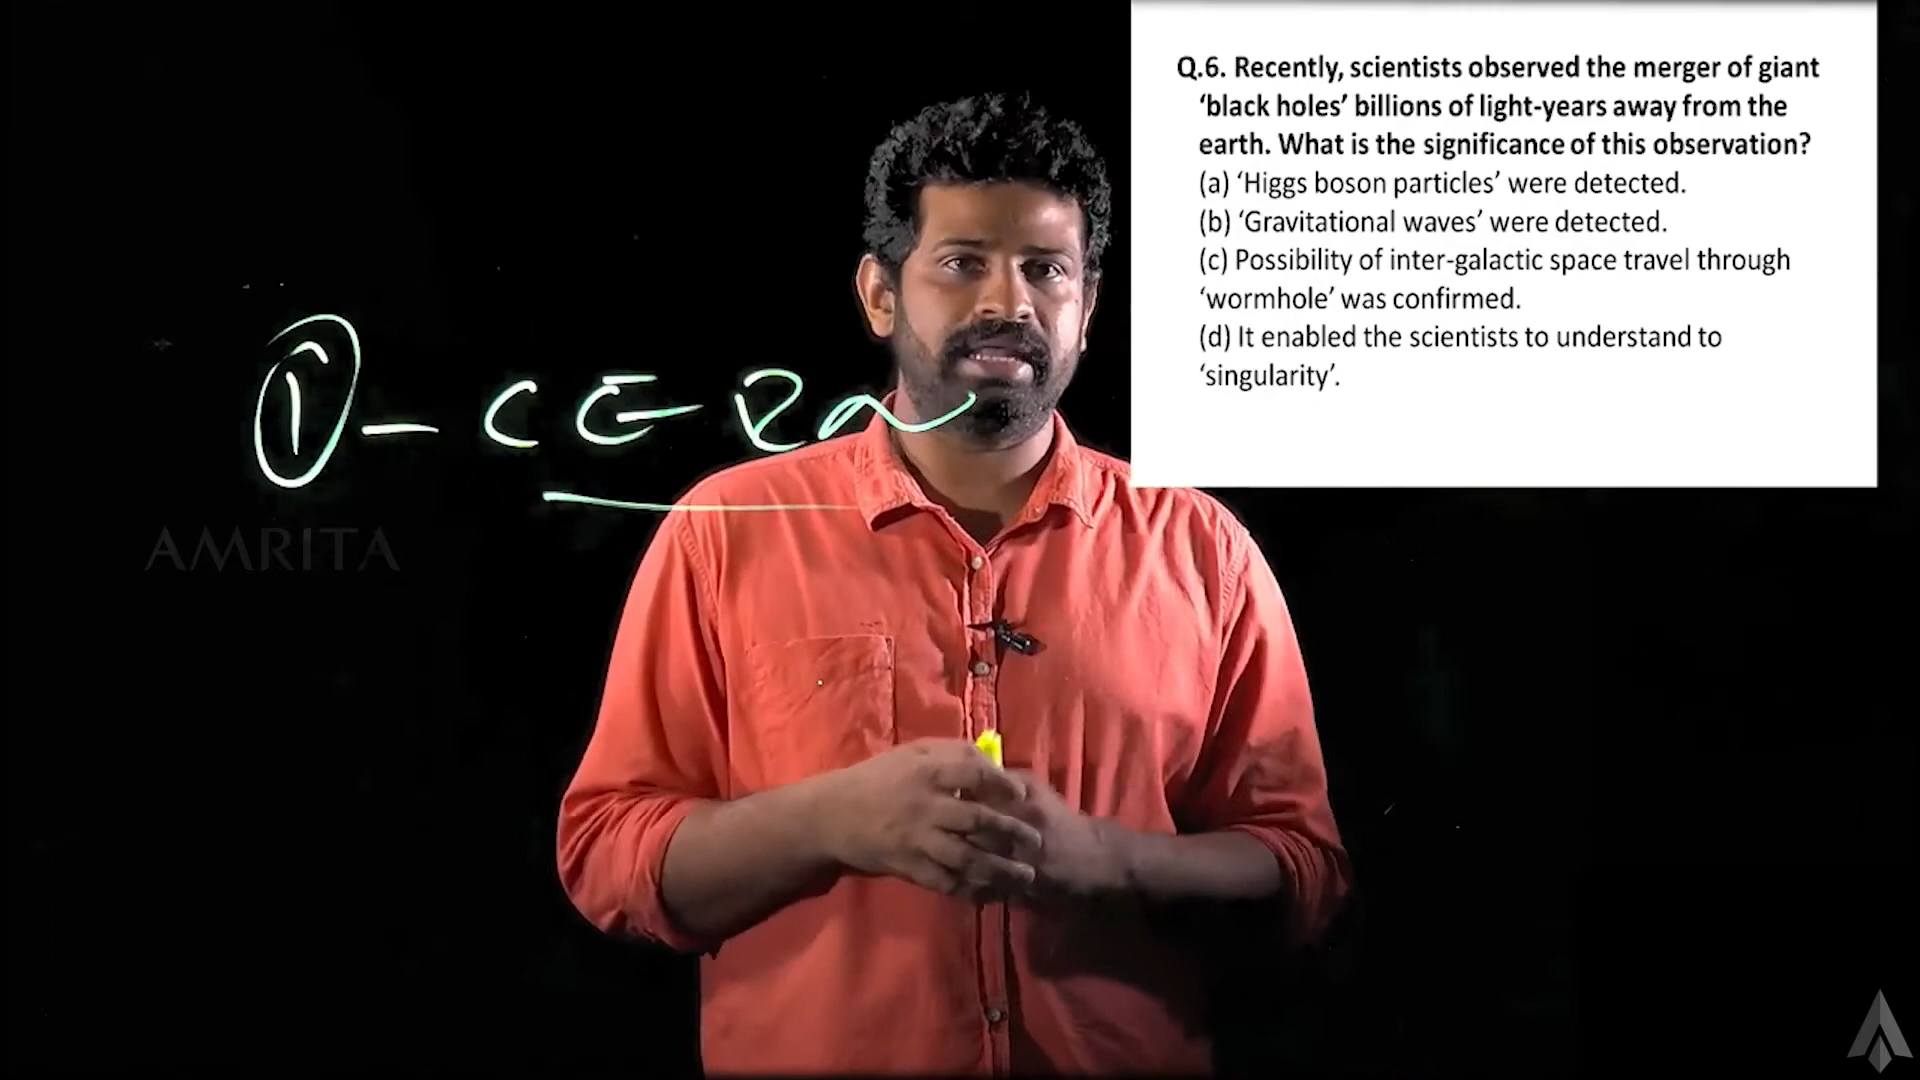 Q.6. Recently, scientists observed the merger of giant
‘black holes’ billions of light-years away from the
earth. What is the significance of this observation?
(a) ‘Higgs boson particles’ were detected.
(b) ‘Gravitational waves’ were detected.
(c) Possibility of inter-galactic space travel through
‘wormhole’ was confirmed.
(d) It enabled the scientists to understand to
‘singularity’.
① – CERN
AMRITA